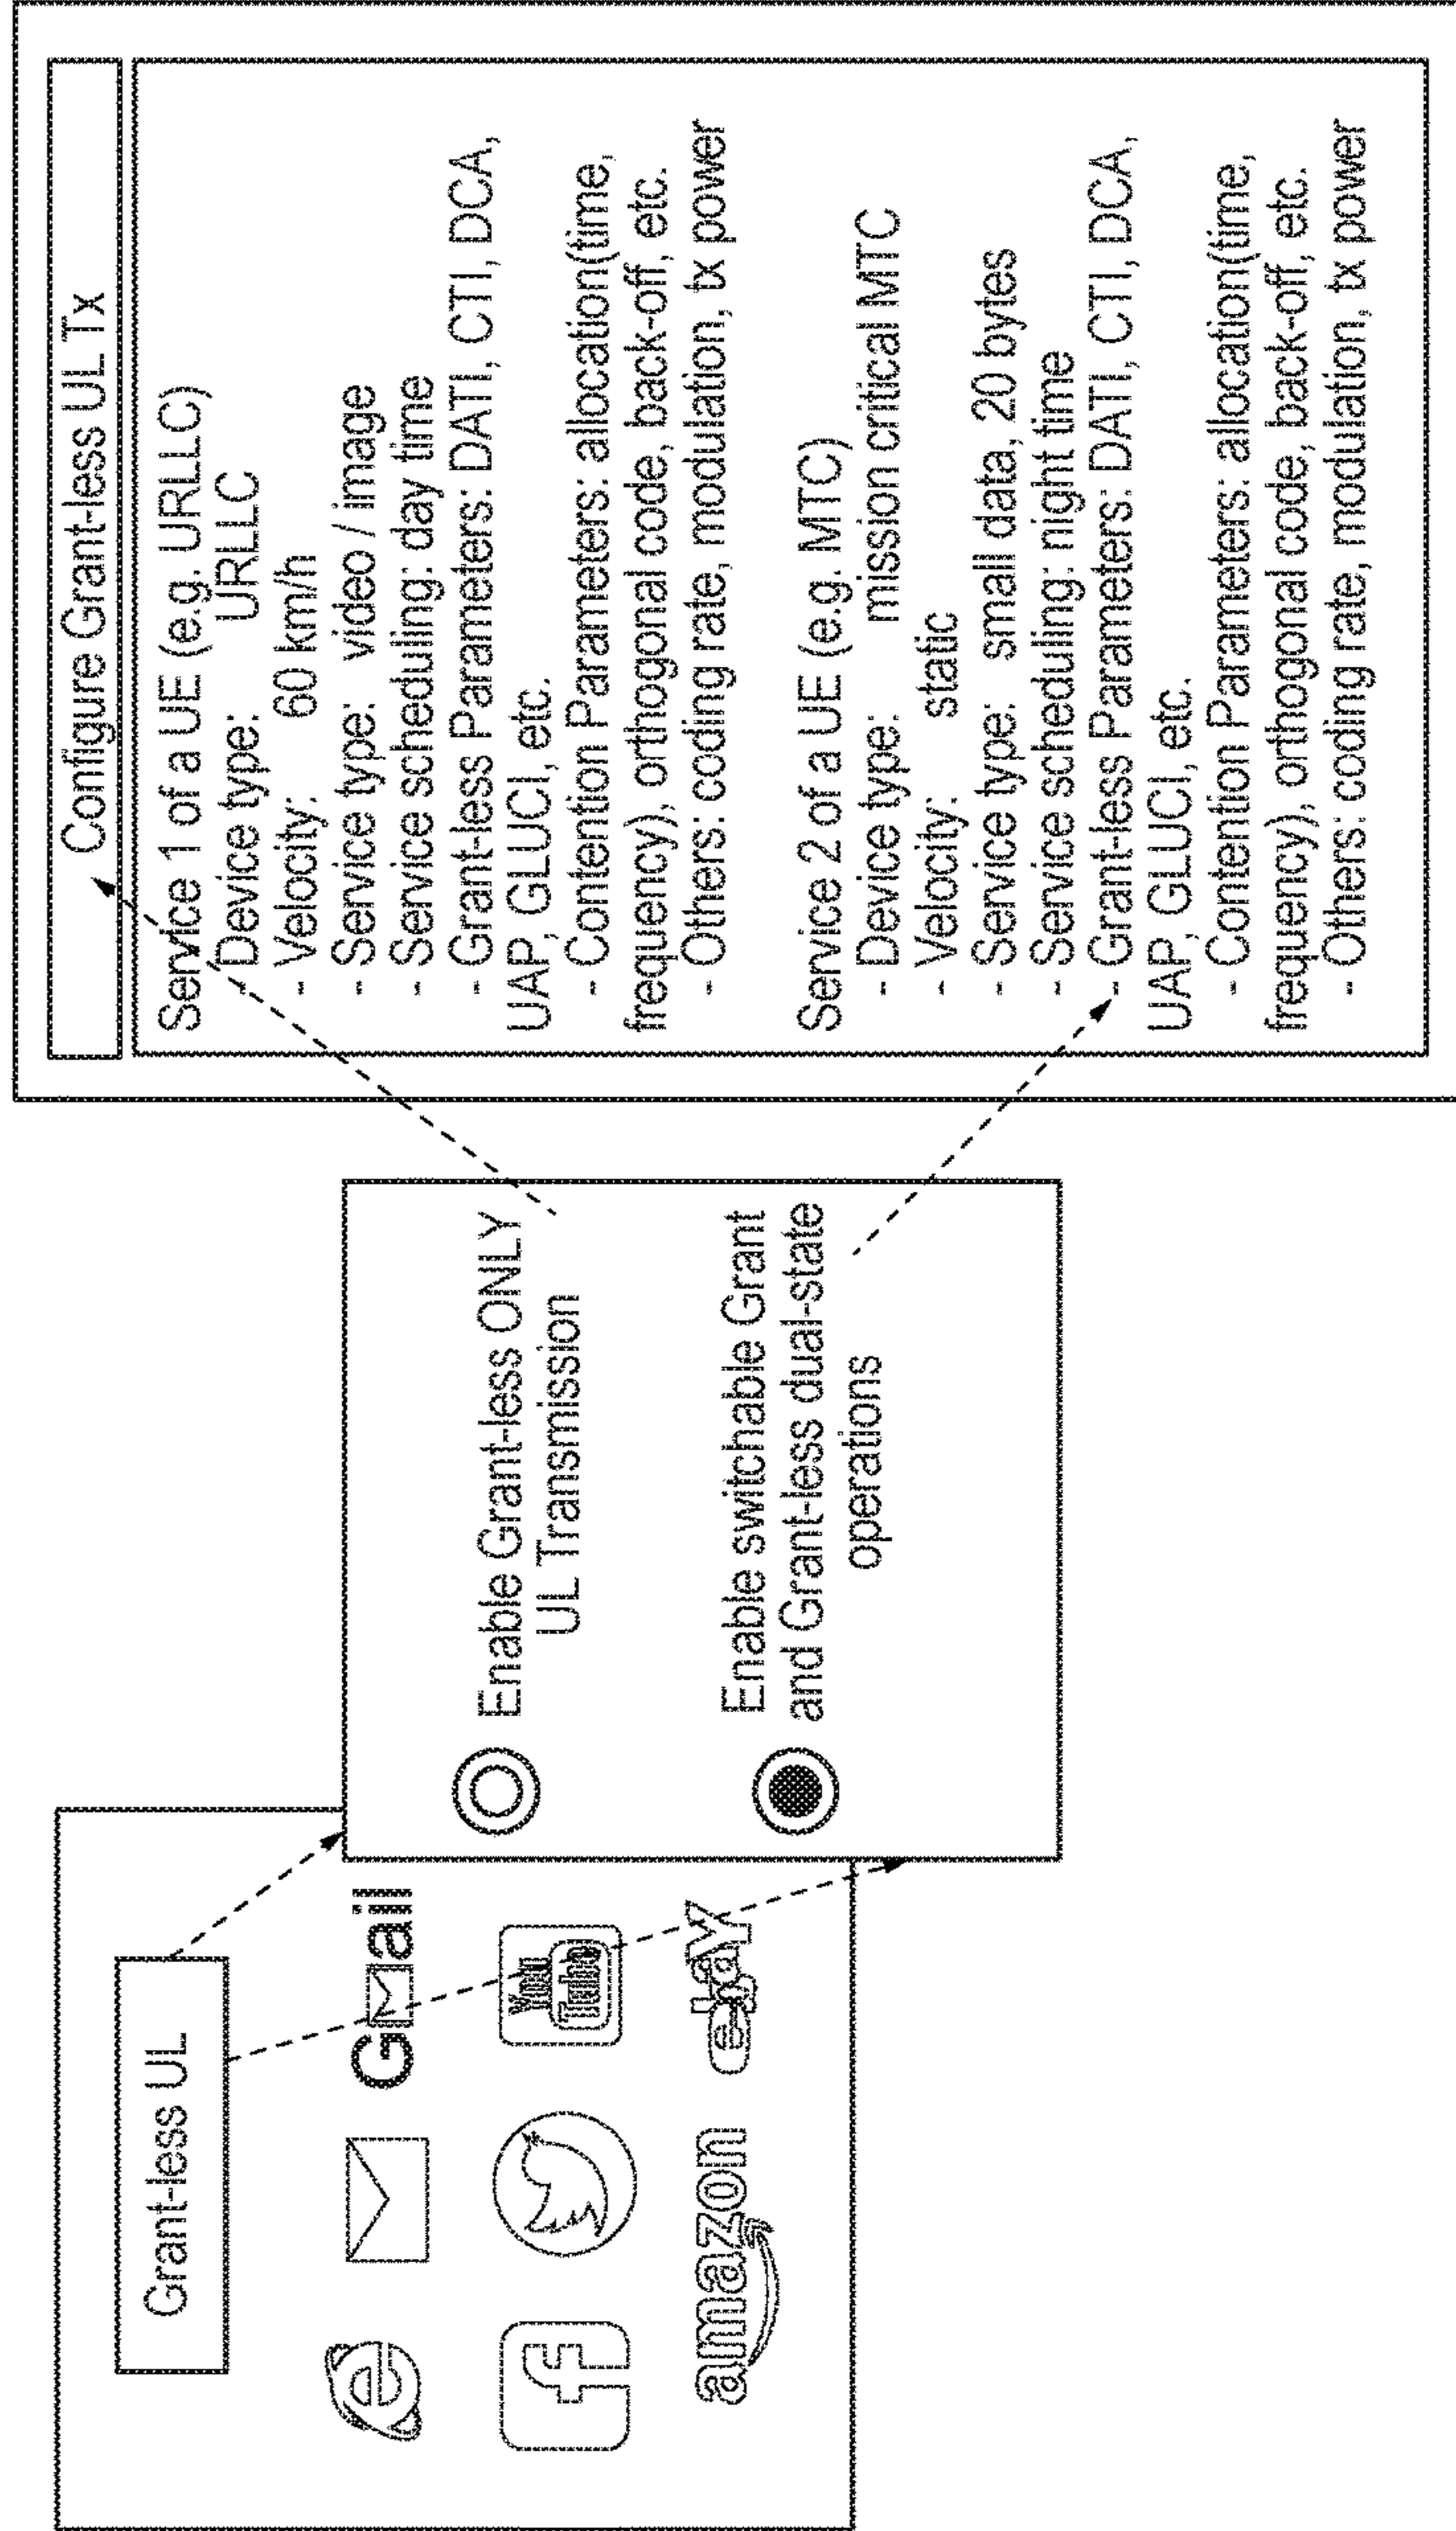 Grant-less UL
e
GMail
f
You
Tube
amazon
ebay
Enable Grant-less ONLY
UL Transmission
Enable switchable Grant
and Grant-less dual-state
operations
Configure Grant-less UL Tx
Service 1 of a UE (e.g. URLLC)
- Device type: URLLC
- Velocity: 60 km/h
- Service type: video / image
- Service scheduling: day time
- Grant-less Parameters: DATI, CTI, DCA,
UAP, GLUCI, etc.
- Contention Parameters: allocation(time,
frequency), orthogonal code, back-off, etc.
- Others: coding rate, modulation, tx power
Service 2 of a UE (e.g. MTC)
- Device type: mission critical MTC
- Velocity: static
- Service type: small data, 20 bytes
- Service scheduling: night time
- Grant-less Parameters: DATI, CTI, DCA,
UAP, GLUCI, etc.
- Contention Parameters: allocation(time,
frequency), orthogonal code, back-off, etc.
- Others: coding rate, modulation, tx power